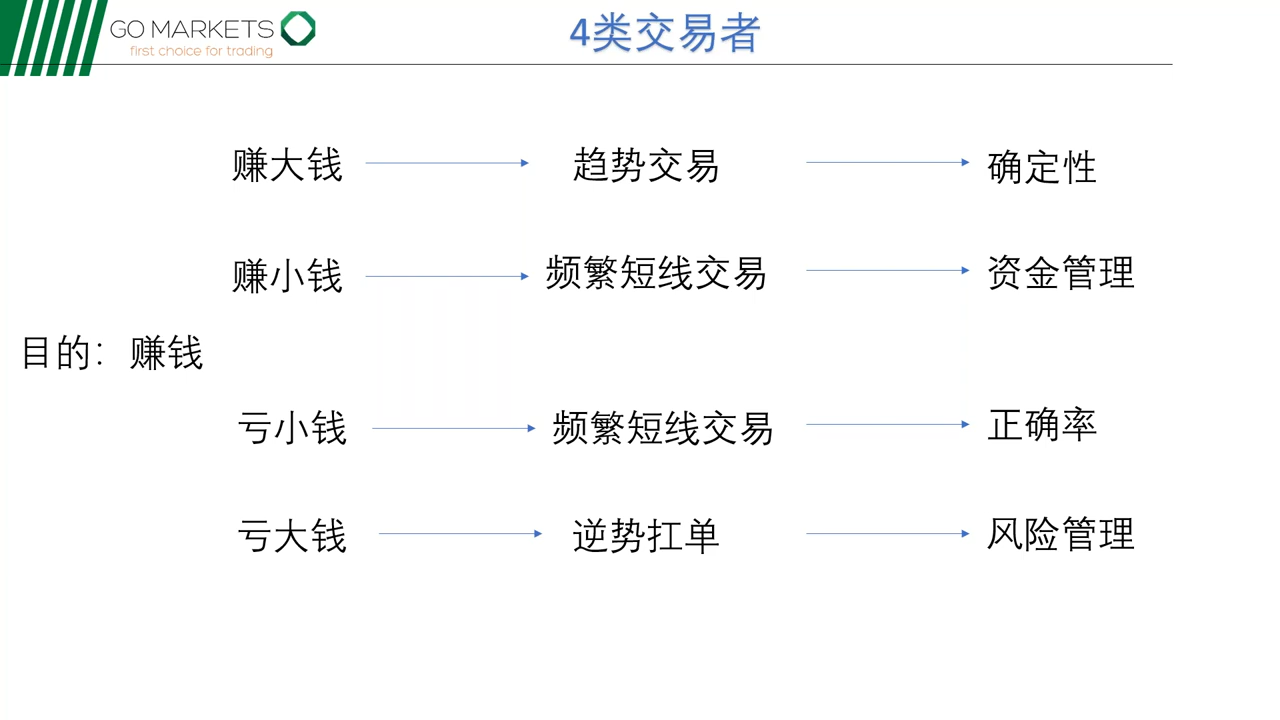 GO MARKETS
first choice for trading
4类交易者
赚大钱 趋势交易 确定性
赚小钱 频繁短线交易 资金管理
目的：赚钱
亏小钱 频繁短线交易 正确率
亏大钱 逆势扛单 风险管理